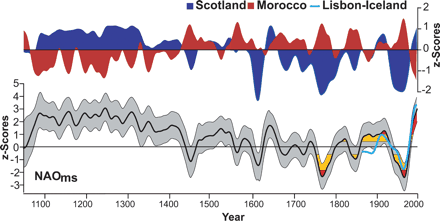 Scotland Morocco Lisbon-Iceland
2
1
0
-1
-2
z-Scores
5
4
3
2
1
0
-1
-2
-3
z-Scores
NAOms
1100 1200 1300 1400 1500 1600 1700 1800 1900 2000
Year